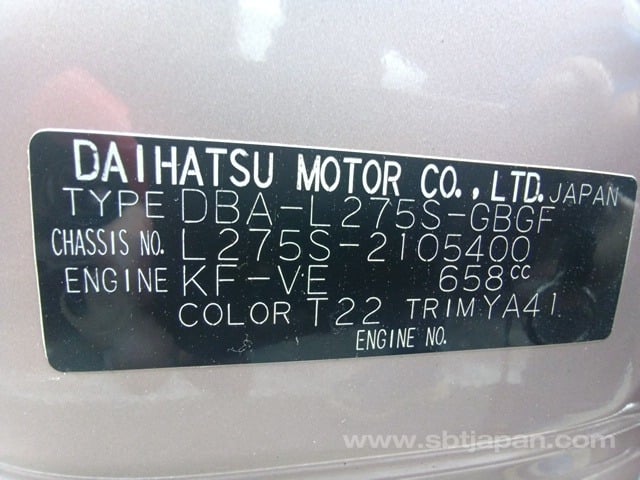 DAIHATSU MOTOR CO., LTD. JAPAN
TYPE DBA-L275S-GBGF
CHASSIS NO. L275S-2105400
ENGINE KF-VE 658cc
COLOR T22 TRIM YA41
ENGINE NO.
www.sbtjapan.com